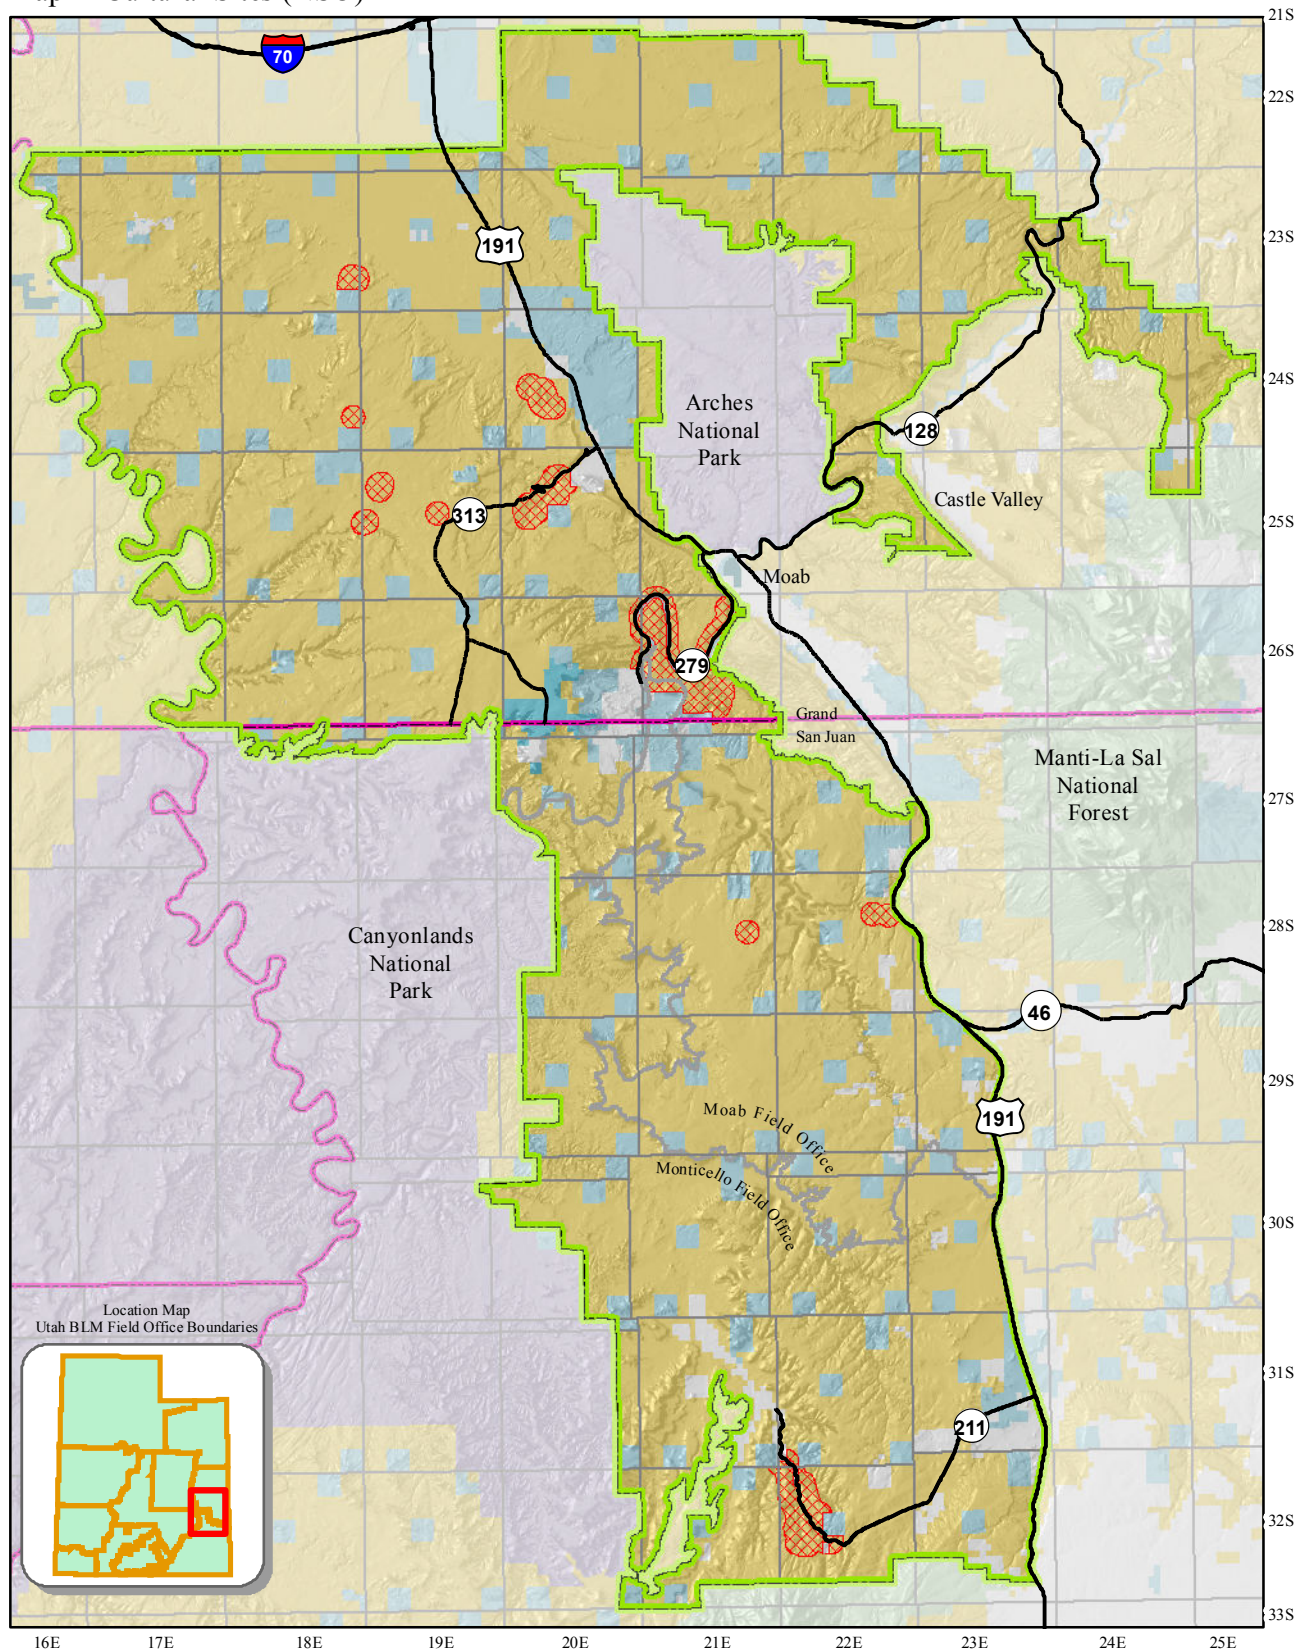 21S
70
22S
191
23S
24S
Arches
National
Park
128
Castle Valley
313
25S
Moab
279
26S
Grand
San Juan
Manti-La Sal
National
Forest
27S
Canyonlands
National
Park
28S
46
29S
191
Moab Field Office
Monticello Field Office
30S
Location Map
Utah BLM Field Office Boundaries
31S
211
32S
33S
16E 17E 18E 19E 20E 21E 22E 23E 24E 25E